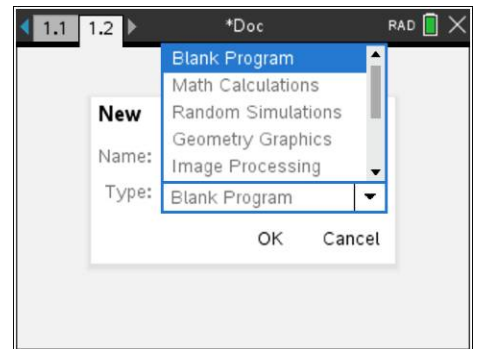 1.1 1.2 *Doc RAD
Blank Program
Math Calculations
New Random Simulations
Geometry Graphics
Name:
Image Processing
Type: Blank Program
OK Cancel